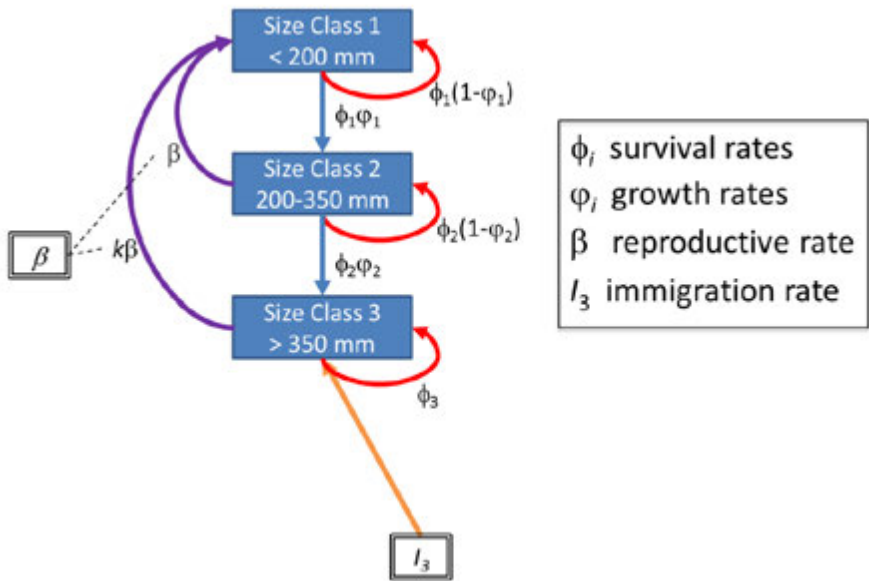 Size Class 1
< 200 mm
ϕ₁(1-φ₁)
ϕ₁φ₁
β
Size Class 2
200-350 mm
ϕ₂(1-φ₂)
β
kβ
ϕ₂φ₂
Size Class 3
> 350 mm
ϕ₃
I₃
ϕᵢ survival rates
φᵢ growth rates
β reproductive rate
I₃ immigration rate